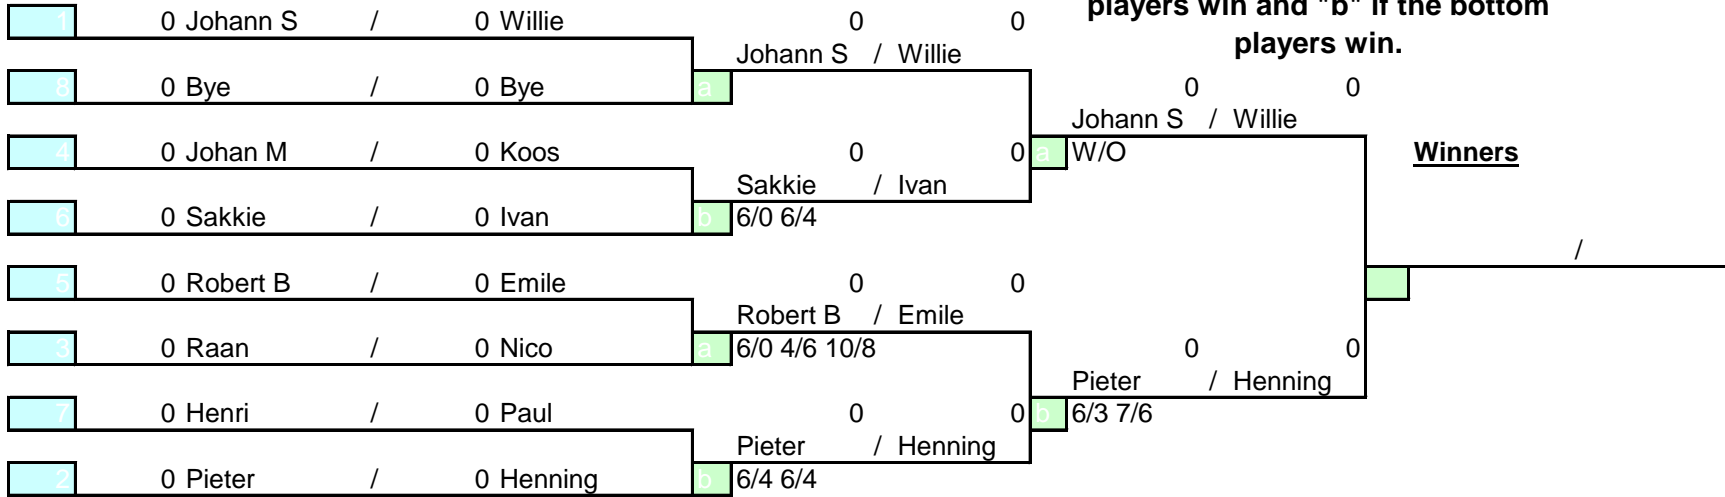 players win and "b" if the bottom
1 0 Johann S / 0 Willie 0 0
players win.
Johann S / Willie
8 0 Bye / 0 Bye a 0 0
Johann S / Willie
4 0 Johan M / 0 Koos 0 0 a W/O Winners
Sakkie / Ivan
6 0 Sakkie / 0 Ivan b 6/0 6/4
/
5 0 Robert B / 0 Emile 0 0
Robert B / Emile
3 0 Raan / 0 Nico a 6/0 4/6 10/8 0 0
Pieter / Henning
7 0 Henri / 0 Paul 0 0 b 6/3 7/6
Pieter / Henning
2 0 Pieter / 0 Henning b 6/4 6/4